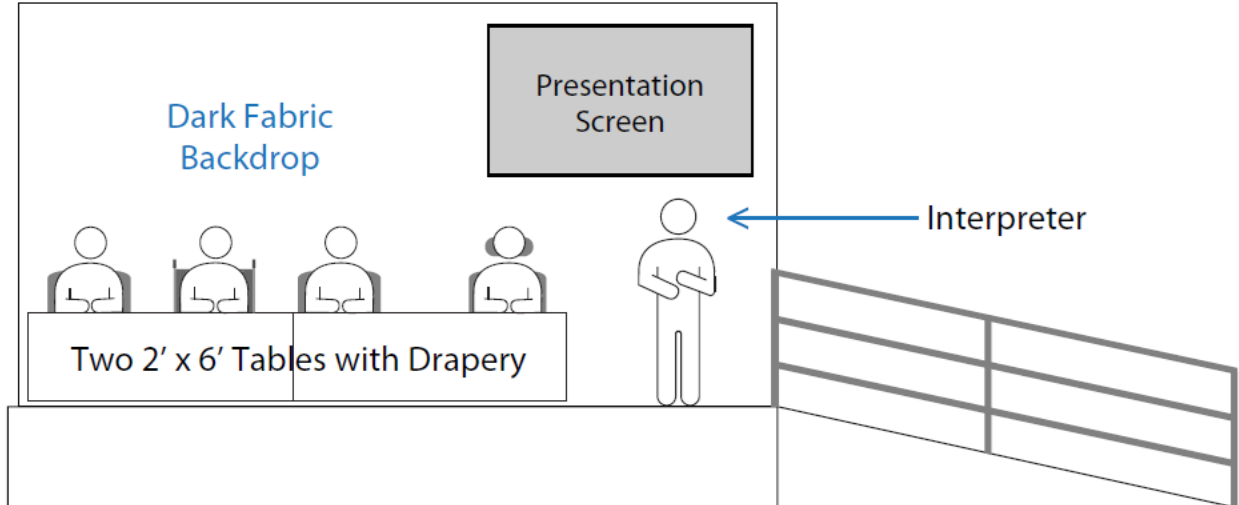 Presentation
Screen
Dark Fabric
Backdrop
Interpreter
Two 2’ x 6’ Tables with Drapery